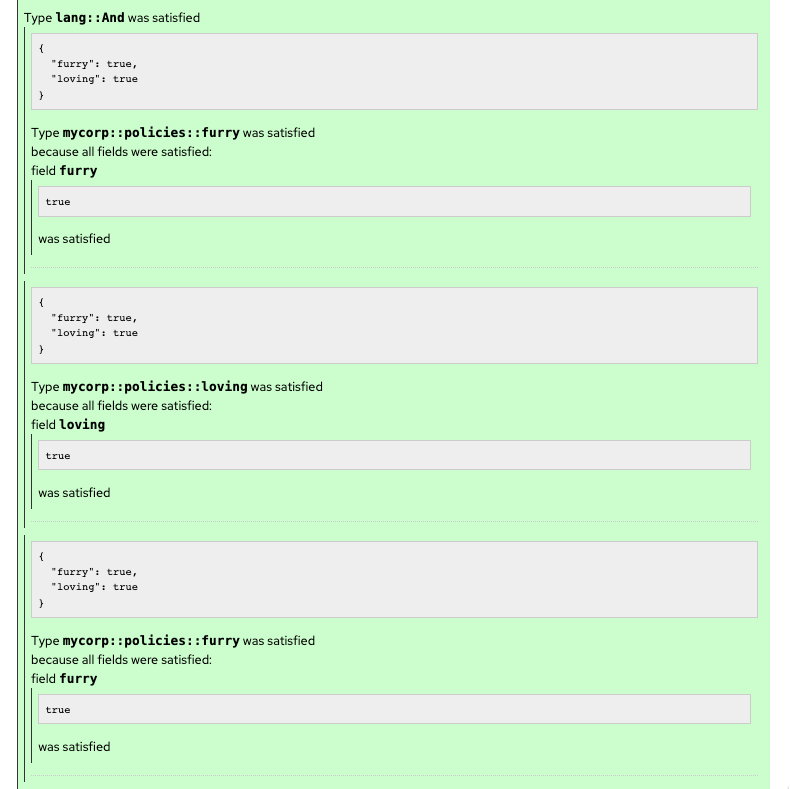 Type lang::And was satisfied
{
  "furry": true,
  "loving": true
}
Type mycorp::policies::furry was satisfied
because all fields were satisfied:
field furry
true
was satisfied
{
  "furry": true,
  "loving": true
}
Type mycorp::policies::loving was satisfied
because all fields were satisfied:
field loving
true
was satisfied
{
  "furry": true,
  "loving": true
}
Type mycorp::policies::furry was satisfied
because all fields were satisfied:
field furry
true
was satisfied